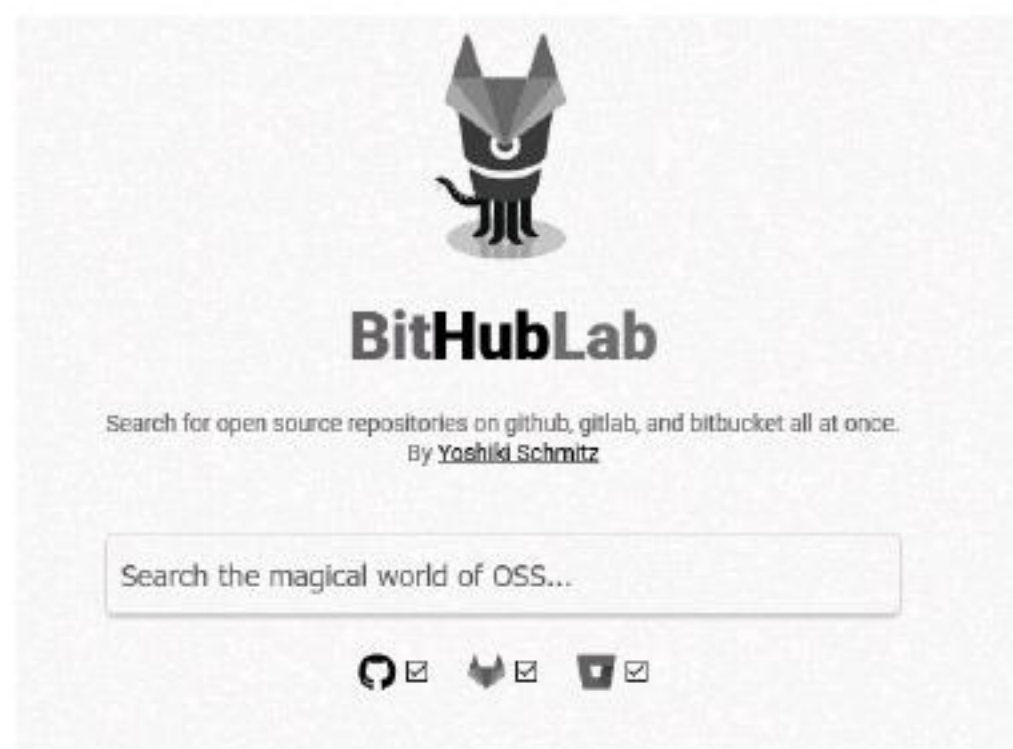 BitHubLab
Search for open source repositories on github, gitlab, and bitbucket all at once.
By Yoshiki Schmitz
Search the magical world of OSS...